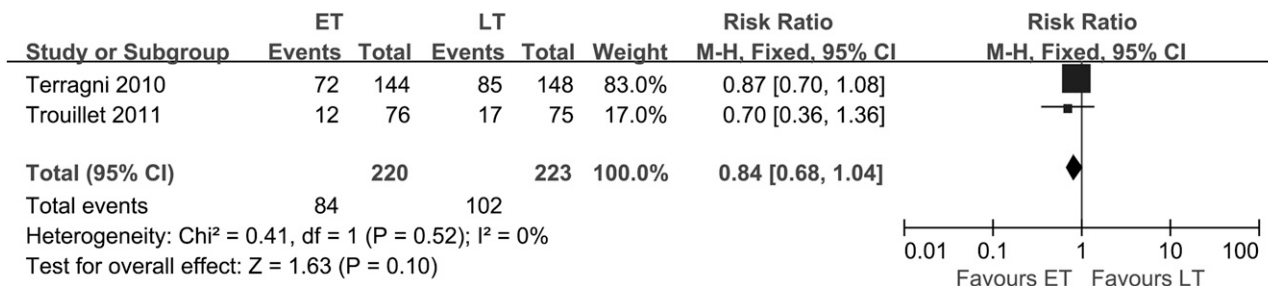 ET LT Risk Ratio Risk Ratio
Study or Subgroup Events Total Events Total Weight M-H, Fixed, 95% CI M-H, Fixed, 95% CI
Terragni 2010 72 144 85 148 83.0% 0.87 [0.70, 1.08]
Trouillet 2011 12 76 17 75 17.0% 0.70 [0.36, 1.36]
Total (95% CI) 220 223 100.0% 0.84 [0.68, 1.04]
Total events 84 102
Heterogeneity: Chi² = 0.41, df = 1 (P = 0.52); I² = 0%
Test for overall effect: Z = 1.63 (P = 0.10)
0.01 0.1 1 10 100
Favours ET Favours LT